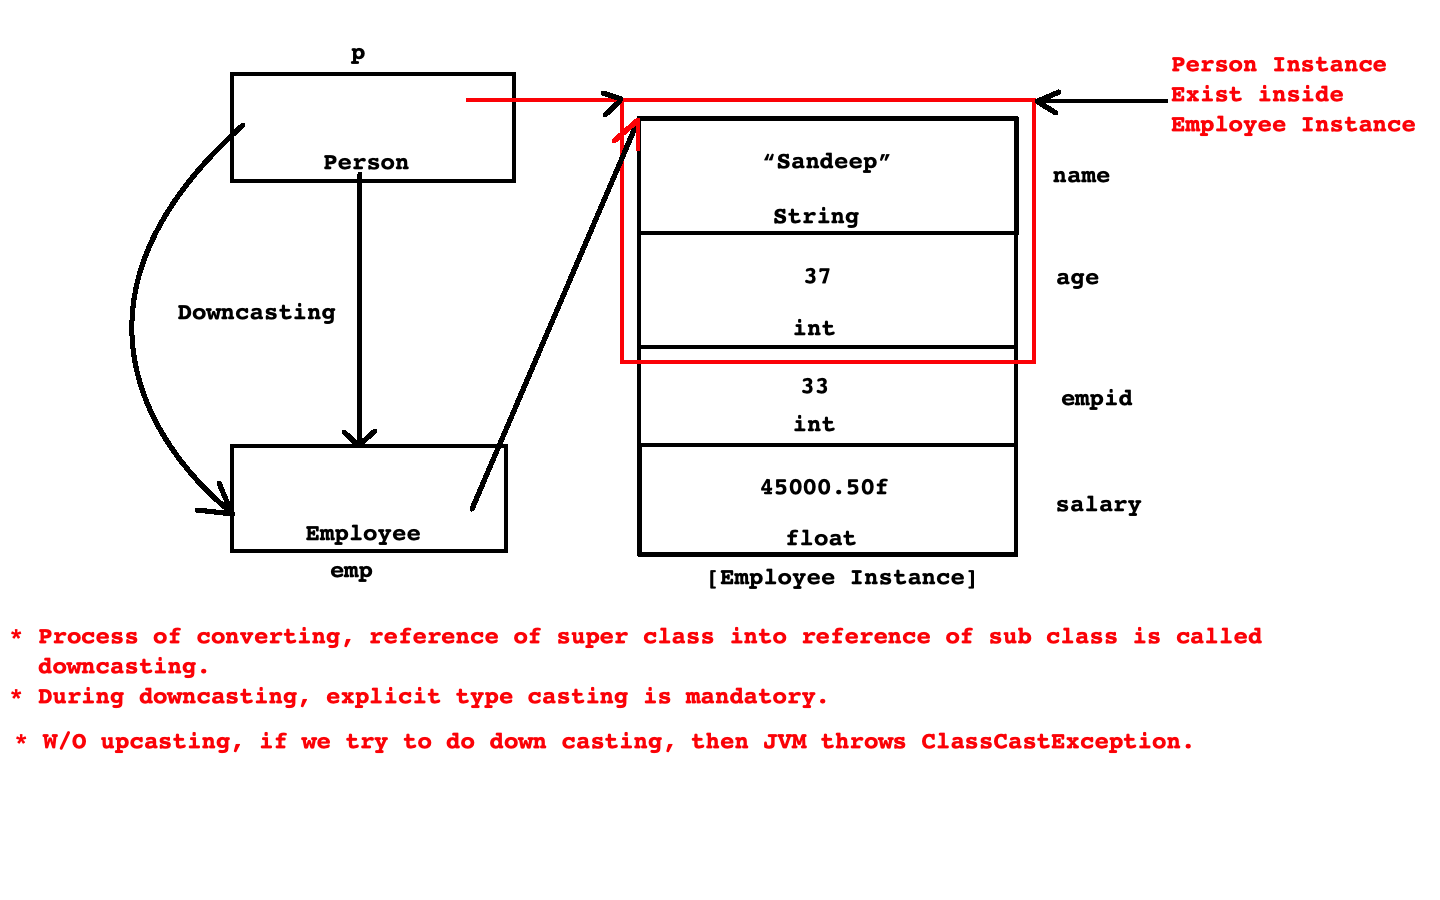 p
Person
Downcasting
Employee
emp
“Sandeep”
String
name
37
int
age
33
int
empid
45000.50f
float
salary
[Employee Instance]
Person Instance
Exist inside
Employee Instance
* Process of converting, reference of super class into reference of sub class is called
downcasting.
* During downcasting, explicit type casting is mandatory.
* W/O upcasting, if we try to do down casting, then JVM throws ClassCastException.